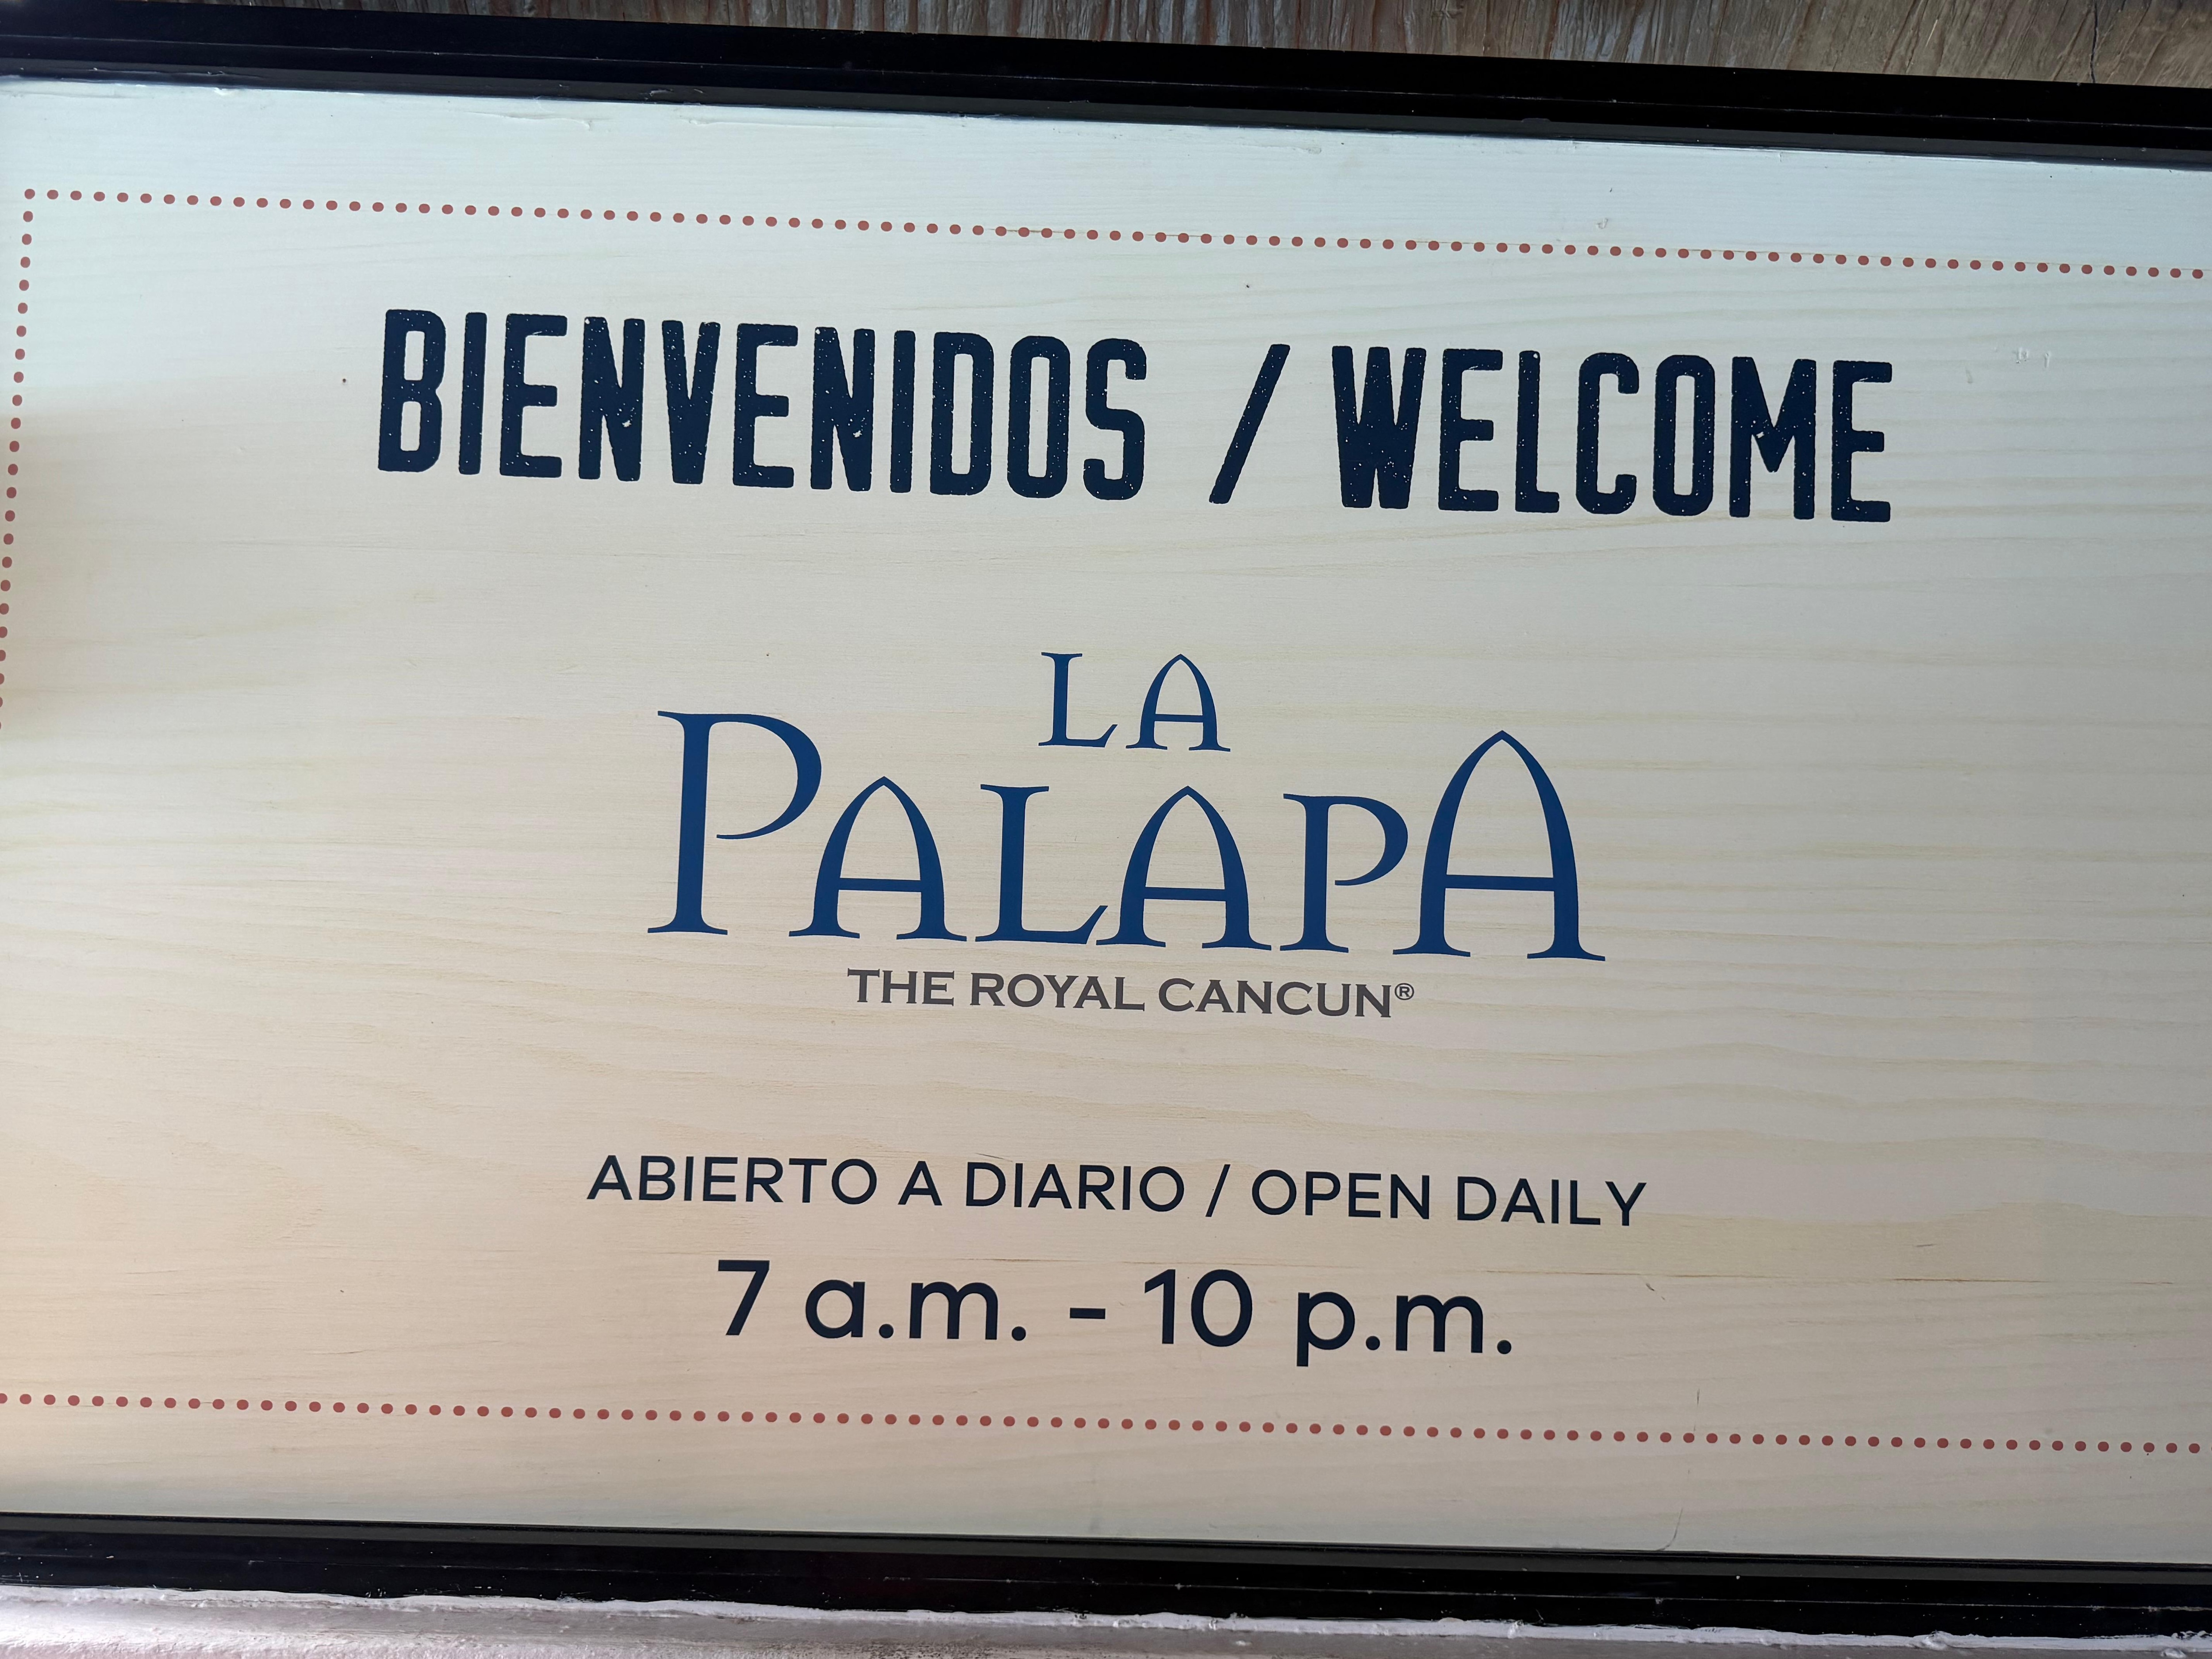 BIENVENIDOS / WELCOME
LA
PALAPA
THE ROYAL CANCUN®
ABIERTO A DIARIO / OPEN DAILY
7 a.m. - 10 p.m.